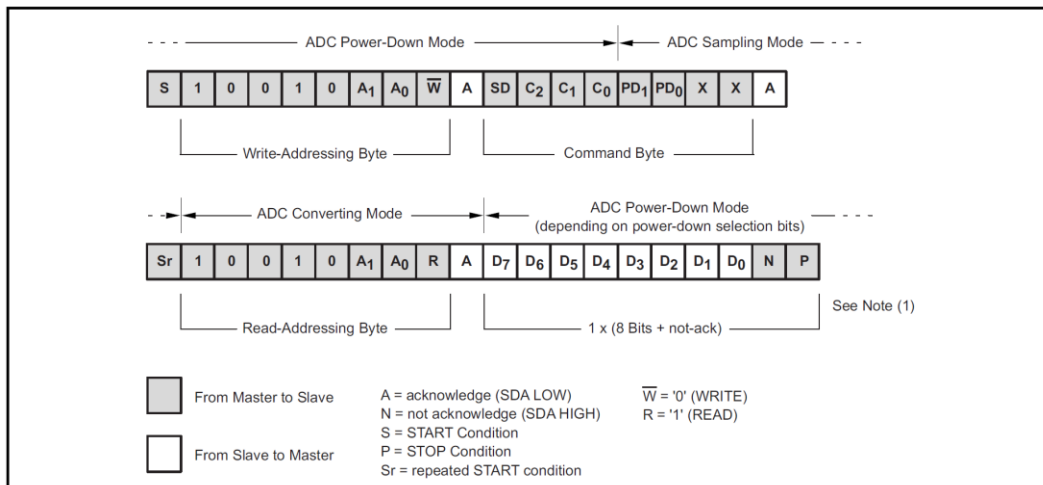 ADC Power-Down Mode ADC Sampling Mode
S 1 0 0 1 0 A1 A0 W̅ A SD C2 C1 C0 PD1 PD0 X X A
Write-Addressing Byte Command Byte
ADC Converting Mode ADC Power-Down Mode
(depending on power-down selection bits)
Sr 1 0 0 1 0 A1 A0 R A D7 D6 D5 D4 D3 D2 D1 D0 N P
See Note (1)
Read-Addressing Byte 1 x (8 Bits + not-ack)
From Master to Slave
From Slave to Master
A = acknowledge (SDA LOW)
N = not acknowledge (SDA HIGH)
S = START Condition
P = STOP Condition
Sr = repeated START condition
W̅ = '0' (WRITE)
R = '1' (READ)